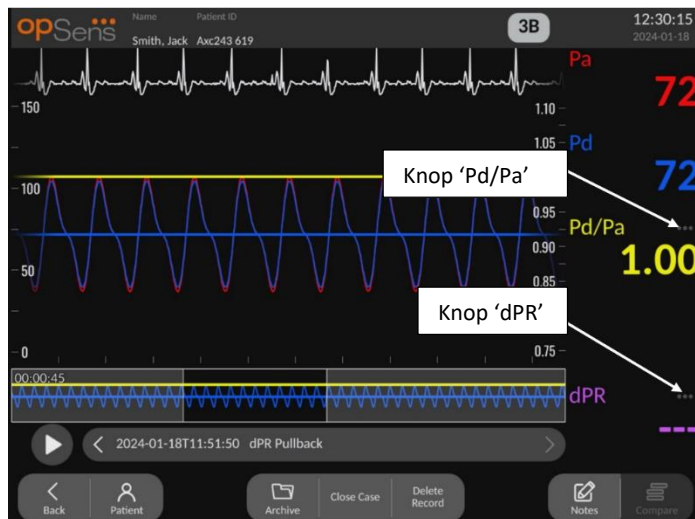 opSens
Name Patient ID
Smith, Jack Axc243 619
3B
12:30:15
2024-01-18
Pa
72
150
1.10
1.05
Pd
72
Knop ‘Pd/Pa’
100
0.95
Pd/Pa
0.90
1.00
50
0.85
Knop ‘dPR’
0
0.75
00:00:45
dPR
---
2024-01-18T11:51:50 dPR Pullback
Back
Patient
Archive
Close Case
Delete
Record
Notes
Compare